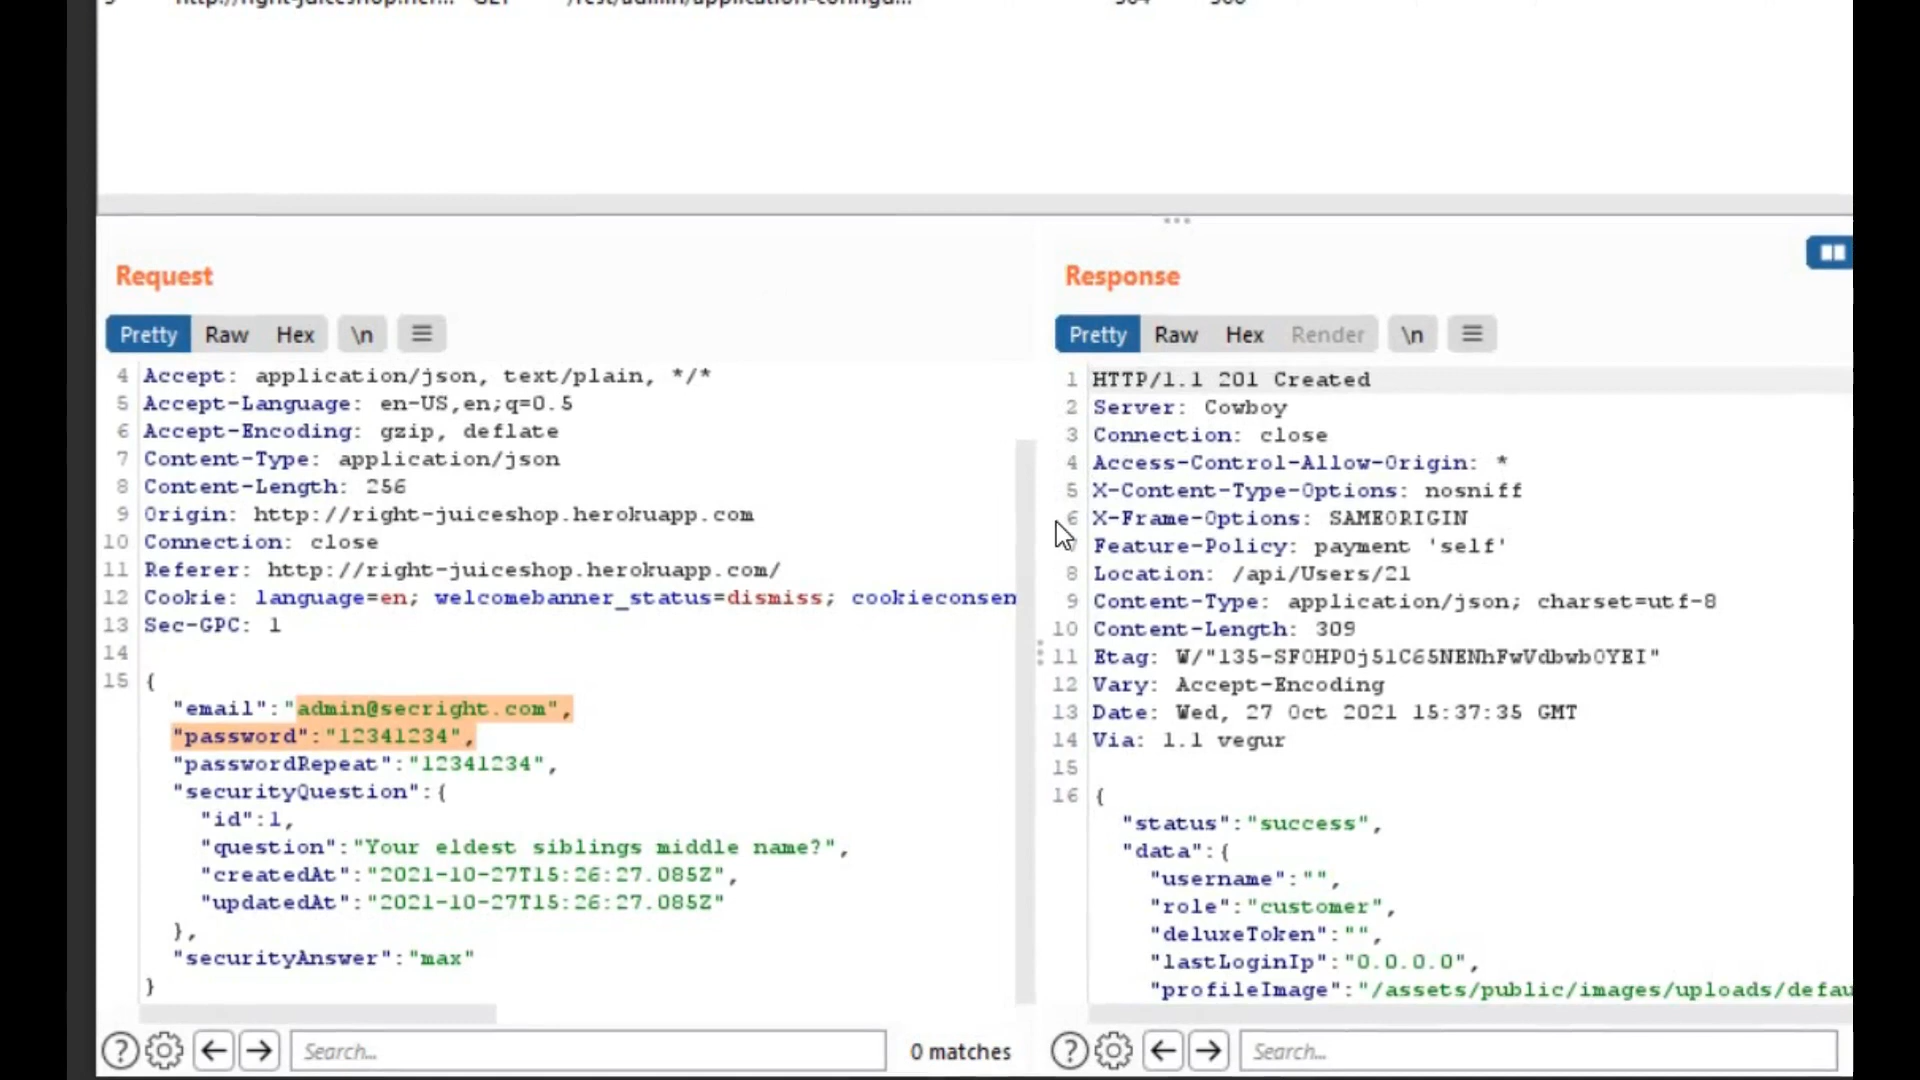 Request
Pretty Raw Hex \n
4 Accept: application/json, text/plain, */*
5 Accept-Language: en-US,en;q=0.5
6 Accept-Encoding: gzip, deflate
7 Content-Type: application/json
8 Content-Length: 256
9 Origin: http://right-juiceshop.herokuapp.com
10 Connection: close
11 Referer: http://right-juiceshop.herokuapp.com/
12 Cookie: language=en; welcomebanner_status=dismiss; cookieconsen
13 Sec-GPC: 1
14
15 {
"email":"admin@secright.com",
"password":"12341234",
"passwordRepeat":"12341234",
"securityQuestion":{
"id":1,
"question":"Your eldest siblings middle name?",
"createdAt":"2021-10-27T15:26:27.085Z",
"updatedAt":"2021-10-27T15:26:27.085Z"
},
"securityAnswer":"max"
}
Search...
0 matches
Response
Pretty Raw Hex Render \n
1 HTTP/1.1 201 Created
2 Server: Cowboy
3 Connection: close
4 Access-Control-Allow-Origin: *
5 X-Content-Type-Options: nosniff
6 X-Frame-Options: SAMEORIGIN
Feature-Policy: payment 'self'
8 Location: /api/Users/21
9 Content-Type: application/json; charset=utf-8
10 Content-Length: 309
11 Etag: W/"135-SF0HP0j51C65NENhFwVdbwb0YEI"
12 Vary: Accept-Encoding
13 Date: Wed, 27 Oct 2021 15:37:35 GMT
14 Via: 1.1 vegur
15
16 {
"status":"success",
"data":{
"username":"",
"role":"customer",
"deluxeToken":"",
"lastLoginIp":"0.0.0.0",
"profileImage":"/assets/public/images/uploads/defau
Search...